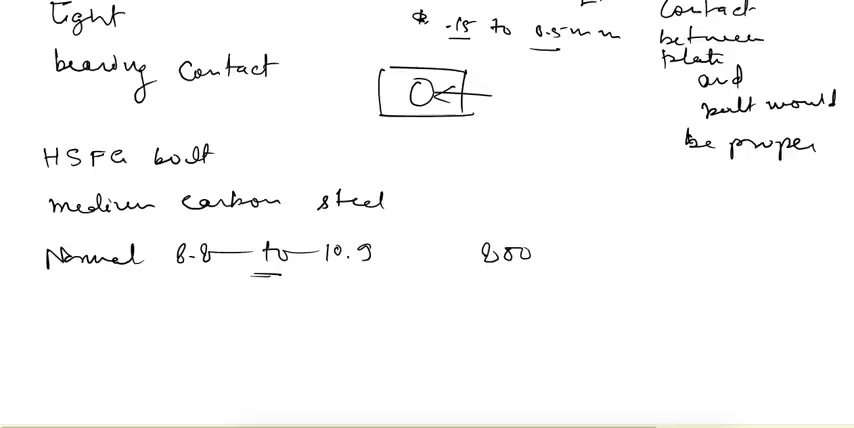 Tight
bearing contact
.15 to 0.5mm
Contact
between
plate
and
bolt would
be proper
HSFG bolt
medium carbon steel
Normal 8.8 — to — 10.9
800